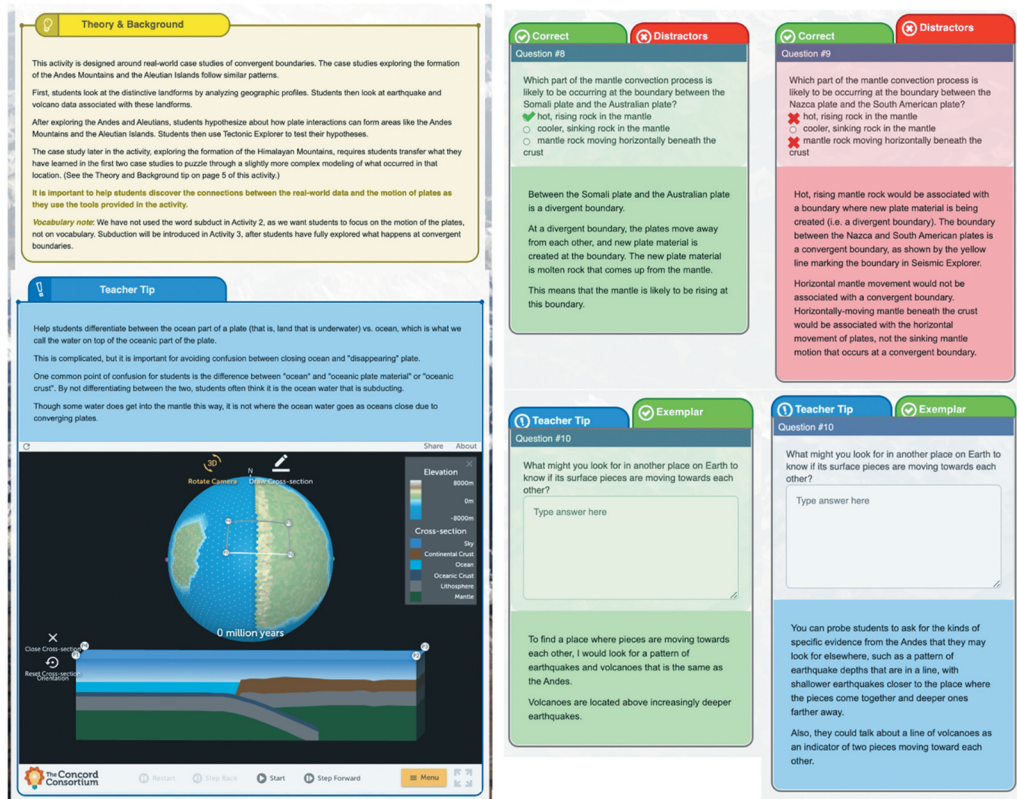 Theory & Background
This activity is designed around real-world case studies of convergent boundaries. The case studies exploring the formation
of the Andes Mountains and the Aleutian Islands follow similar patterns.
First, students look at the distinctive landforms by analyzing geographic profiles. Students then look at earthquake and
volcano data associated with these landforms.
After exploring the Andes and Aleutians, students hypothesize about how plate interactions can form areas like the Andes
Mountains and the Aleutian Islands. Students then use Tectonic Explorer to test their hypotheses.
The case study later in the activity, exploring the formation of the Himalayan Mountains, requires students transfer what they
have learned in the first two case studies to puzzle through a slightly more complex modeling of what occurred in that
location. (See the Theory and Background tip on page 5 of this activity.)
It is important to help students discover the connections between the real-world data and the motion of plates as
they use the tools provided in the activity.
Vocabulary note: We have not used the word subduct in Activity 2, as we want students to focus on the motion of the plates,
not on vocabulary. Subduction will be introduced in Activity 3, after students have fully explored what happens at convergent
boundaries.
Teacher Tip
Help students differentiate between the ocean part of a plate (that is, land that is underwater) vs. ocean, which is what we
call the water on top of the oceanic part of the plate.
This is complicated, but it is important for avoiding confusion between closing ocean and "disappearing" plate.
One common point of confusion for students is the difference between "ocean" and "oceanic plate material" or "oceanic
crust". By not differentiating between the two, students often think it is the ocean water that is subducting.
Though some water does get into the mantle this way, it is not where the ocean water goes as oceans close due to
converging plates.
Share About
3D
Rotate Camera
N
Draw Cross-section
Elevation
8000m
0m
-8000m
Cross-section
Sky
Continental Crust
Ocean
Oceanic Crust
Lithosphere
Mantle
0 million years
Close Cross-section
Reset Cross-section
Orientation
P1
P4
P2
P3
The Concord
Consortium
Restart
Step Back
Start
Step Forward
Menu
Correct
Distractors
Question #8
Which part of the mantle convection process is
likely to be occurring at the boundary between the
Somali plate and the Australian plate?
hot, rising rock in the mantle
cooler, sinking rock in the mantle
mantle rock moving horizontally beneath the
crust
Between the Somali plate and the Australian plate
is a divergent boundary.
At a divergent boundary, the plates move away
from each other, and new plate material is
created at the boundary. The new plate material
is molten rock that comes up from the mantle.
This means that the mantle is likely to be rising at
this boundary.
Correct
Distractors
Question #9
Which part of the mantle convection process is
likely to be occurring at the boundary between the
Nazca plate and the South American plate?
hot, rising rock in the mantle
cooler, sinking rock in the mantle
mantle rock moving horizontally beneath the
crust
Hot, rising mantle rock would be associated with
a boundary where new plate material is being
created (i.e. a divergent boundary). The boundary
between the Nazca and South American plates is
a convergent boundary, as shown by the yellow
line marking the boundary in Seismic Explorer.
Horizontal mantle movement would not be
associated with a convergent boundary.
Horizontally-moving mantle beneath the crust
would be associated with the horizontal
movement of plates, not the sinking mantle
motion that occurs at a convergent boundary.
Teacher Tip
Exemplar
Question #10
What might you look for in another place on Earth to
know if its surface pieces are moving towards each
other?
Type answer here
To find a place where pieces are moving towards
each other, I would look for a pattern of
earthquakes and volcanoes that is the same as
the Andes.
Volcanoes are located above increasingly deeper
earthquakes.
Teacher Tip
Exemplar
Question #10
What might you look for in another place on Earth to
know if its surface pieces are moving towards each
other?
Type answer here
You can probe students to ask for the kinds of
specific evidence from the Andes that they may
look for elsewhere, such as a pattern of
earthquake depths that are in a line, with
shallower earthquakes closer to the place where
the pieces come together and deeper ones
farther away.
Also, they could talk about a line of volcanoes as
an indicator of two pieces moving toward each
other.